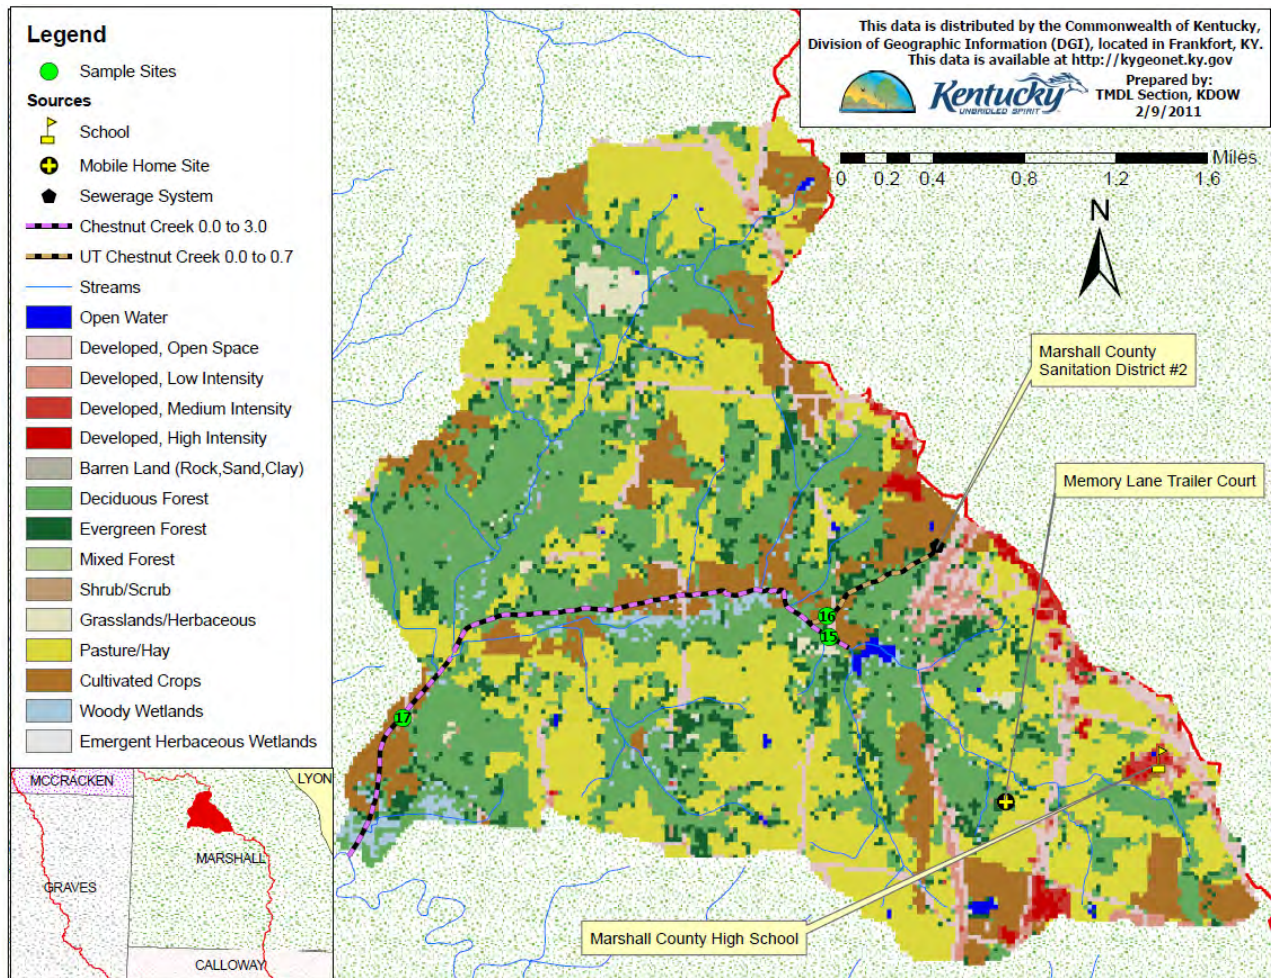 Legend
Sample Sites
Sources
School
Mobile Home Site
Sewerage System
Chestnut Creek 0.0 to 3.0
UT Chestnut Creek 0.0 to 0.7
Streams
Open Water
Developed, Open Space
Developed, Low Intensity
Developed, Medium Intensity
Developed, High Intensity
Barren Land (Rock,Sand,Clay)
Deciduous Forest
Evergreen Forest
Mixed Forest
Shrub/Scrub
Grasslands/Herbaceous
Pasture/Hay
Cultivated Crops
Woody Wetlands
Emergent Herbaceous Wetlands
This data is distributed by the Commonwealth of Kentucky,
Division of Geographic Information (DGI), located in Frankfort, KY.
This data is available at http://kygeonet.ky.gov
Kentucky
UNBRIDLED SPIRIT
Prepared by:
TMDL Section, KDOW
2/9/2011
Miles
0 0.2 0.4 0.8 1.2 1.6
N
Marshall County
Sanitation District #2
Memory Lane Trailer Court
16
15
17
Marshall County High School
MCCRACKEN
LYON
MARSHALL
GRAVES
CALLOWAY